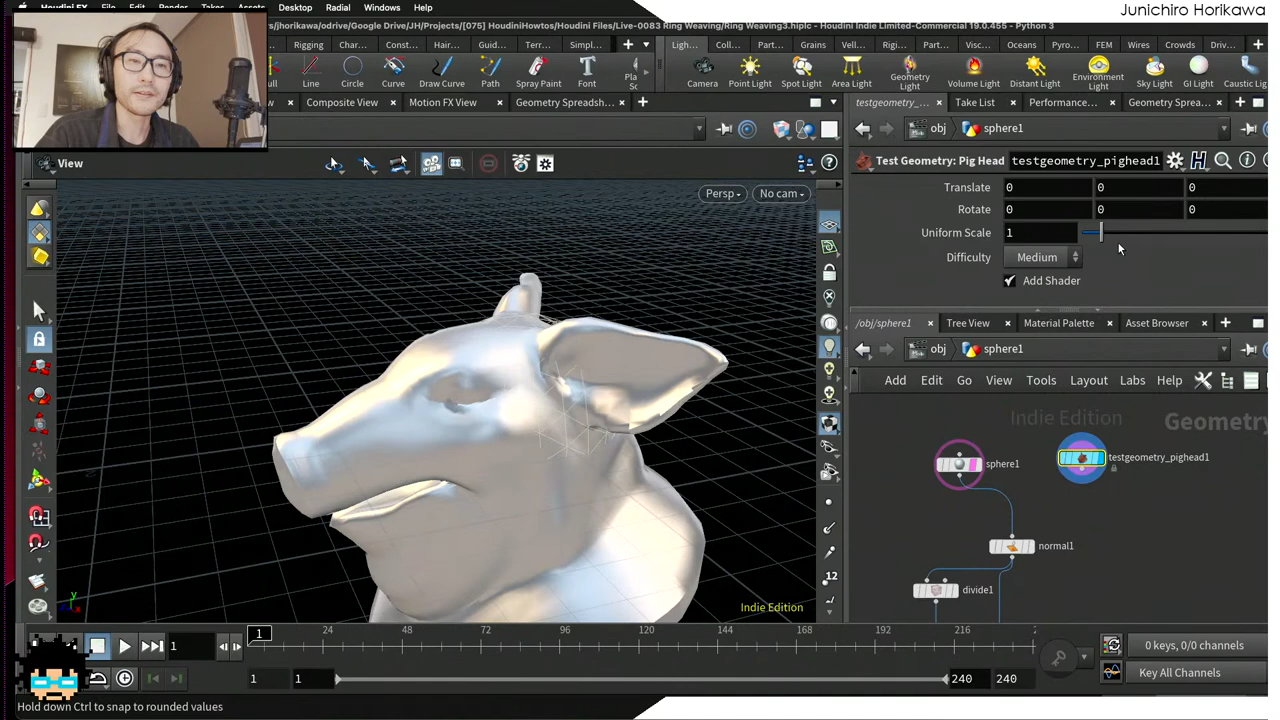 Junichiro Horikawa
Houdini FX File Edit Render Assets Desktop Radial Windows Help
/jhorikawa/Google Drive/JH/Projects/[075] HoudiniHowtos/Houdini Files/Live-0083 Ring Weaving/Ring Weaving3.hiplc - Houdini Indie Limited-Commercial 19.0.455 - Python 3
Rigging Char... Const... Hair... Guid... Terr... Simpl... Ligh... Coll... Part... Grains Vell... Rigi... Part... Visc... Oceans Pyro... FEM Wires Crowds Driv...
Line Circle Curve Draw Curve Path Spray Paint Font Camera Point Light Spot Light Area Light Geometry Light Volume Light Distant Light Environment Light Sky Light GI Light Caustic Light
Composite View Motion FX View Geometry Spreadsh... testgeometry_... Take List Performance... Geometry Sprea...
obj sphere1
View
Test Geometry: Pig Head testgeometry_pighead1
Persp No cam
Translate 0 0 0
Rotate 0 0 0
Uniform Scale 1
Difficulty Medium
Add Shader
/obj/sphere1 Tree View Material Palette Asset Browser
obj sphere1
Add Edit Go View Tools Layout Labs Help
Indie Edition Geometry
sphere1 testgeometry_pighead1
normal1
divide1
12
y
z x
Indie Edition
1 1 24 48 72 96 120 144 192 216 2
0 keys, 0/0 channels
1 1 240 240
Key All Channels
Hold down Ctrl to snap to rounded values